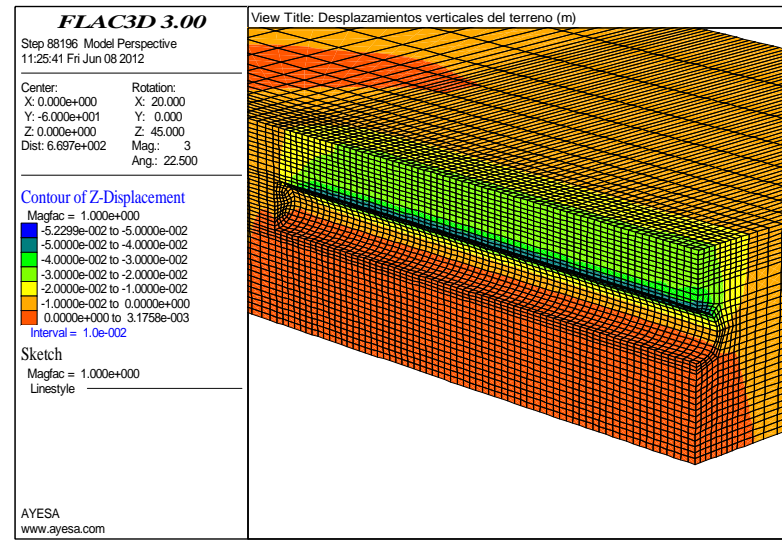 FLAC3D 3.00
Step 88196 Model Perspective
11:25:41 Fri Jun 08 2012
Center:
X: 0.000e+000
Y: -6.000e+001
Z: 0.000e+000
Dist: 6.697e+002
Rotation:
X: 20.000
Y: 0.000
Z: 45.000
Mag.: 3
Ang.: 22.500
Contour of Z-Displacement
Magfac = 1.000e+000
-5.2299e-002 to -5.0000e-002
-5.0000e-002 to -4.0000e-002
-4.0000e-002 to -3.0000e-002
-3.0000e-002 to -2.0000e-002
-2.0000e-002 to -1.0000e-002
-1.0000e-002 to 0.0000e+000
0.0000e+000 to 3.1758e-003
Interval = 1.0e-002
Sketch
Magfac = 1.000e+000
Linestyle
AYESA
www.ayesa.com
View Title: Desplazamientos verticales del terreno (m)